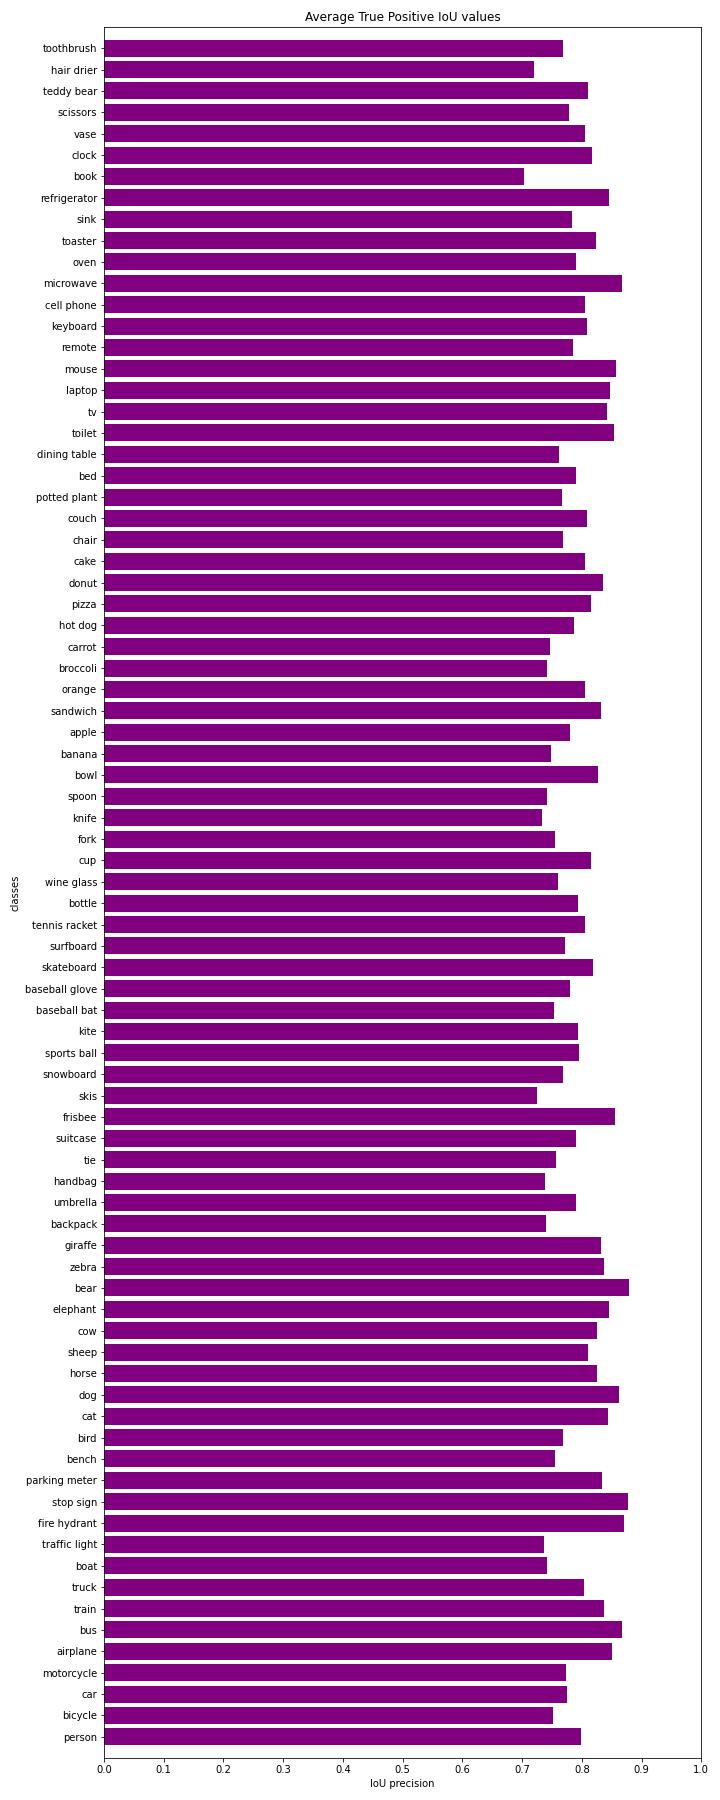 Average True Positive IoU values
toothbrush
hair drier
teddy bear
scissors
vase
clock
book
refrigerator
sink
toaster
oven
microwave
cell phone
keyboard
remote
mouse
laptop
tv
toilet
dining table
bed
potted plant
couch
chair
cake
donut
pizza
hot dog
carrot
broccoli
orange
sandwich
apple
banana
bowl
spoon
knife
fork
cup
wine glass
bottle
tennis racket
surfboard
skateboard
baseball glove
baseball bat
kite
sports ball
snowboard
skis
frisbee
suitcase
tie
handbag
umbrella
backpack
giraffe
zebra
bear
elephant
cow
sheep
horse
dog
cat
bird
bench
parking meter
stop sign
fire hydrant
traffic light
boat
truck
train
bus
airplane
motorcycle
car
bicycle
person
classes
0.0 0.1 0.2 0.3 0.4 0.5 0.6 0.7 0.8 0.9 1.0
IoU precision